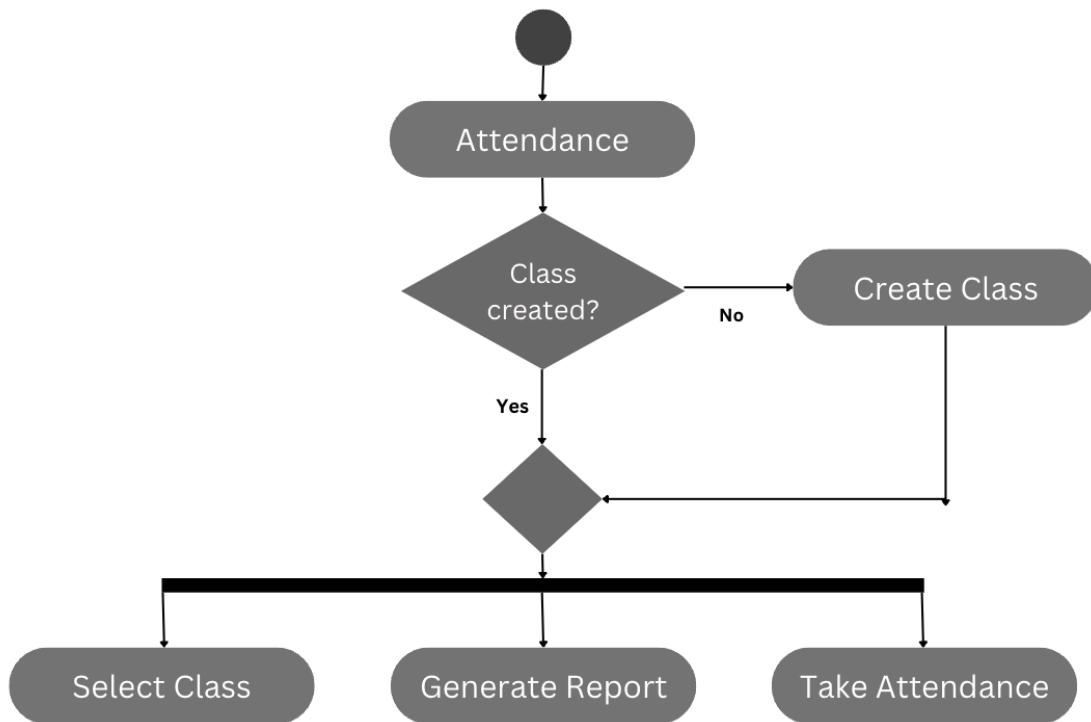 Attendance
Class
created?
Create Class
No
Yes
Select Class
Generate Report
Take Attendance